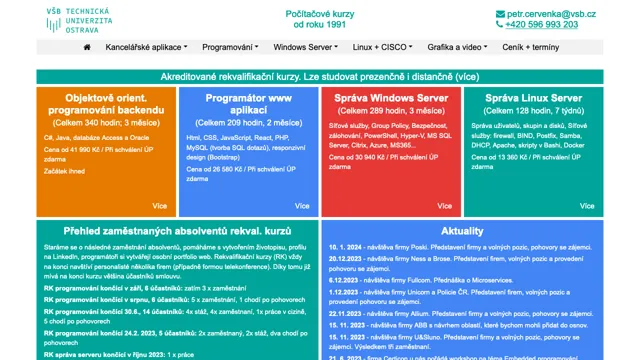 VŠB TECHNICKÁ
UNIVERZITA
OSTRAVA
Počítačové kurzy
od roku 1991
petr.cervenka@vsb.cz
+420 596 993 203
Kancelářské aplikace
Programování
Windows Server
Linux + CISCO
Grafika a video
Ceník + termíny
Akreditované rekvalifikační kurzy. Lze studovat prezenčně i distančně (více)
Objektově orient.
programování backendu
(Celkem 340 hodin; 3 měsíce)
C#, Java, databáze Access a Oracle
Cena od 41 990 Kč / Při schválení ÚP
zdarma
Začátek ihned
Více
Programátor www
aplikací
(Celkem 209 hodin, 2 měsíce)
Html, CSS, JavaScript, React, PHP,
MySQL (tvorba SQL dotazů), responzivní
design (Bootstrap)
Cena od 26 580 Kč / Při schválení ÚP
zdarma
Více
Správa Windows Server
(Celkem 289 hodin, 3 měsíce)
Síťové služby, Group Policy, Bezpečnost,
zálohování, PowerShell, Hyper-V, MS SQL
Server, Citrix, Azure, MS365...
Cena od 30 940 Kč / Při schválení ÚP
zdarma
Více
Správa Linux Server
(Celkem 128 hodin, 7 týdnů)
Správa uživatelů, skupin a disků, Síťové
služby: firewall, BIND, Postfix, Samba,
DHCP, Apache, skripty v Bashi, Docker
Cena od 13 360 Kč / Při schválení ÚP
zdarma
Více
Přehled zaměstnaných absolventů rekval. kurzů
Staráme se o následné zaměstnání absolventů, pomáháme s vytvořením životopisu, profilu
na LinkedIn, programátoři si vytvářejí osobní portfolio web. Rekvalifikační kurzy (RK) vždy
na konci navštíví personalisté několika firem (případně formou telekonference). Díky tomu již
mívá na konci kurzu většina účastníků smlouvu.
RK programování končící v září, 6 účastníků: zatím 3 x zaměstnání
RK programování končící v srpnu, 6 účastníků: 5 x zaměstnání, 1 chodí po pohovorech
RK programování končící 30.6., 14 účastníků: 4x stáž, 4x zaměstnání, 1x práce v cizině,
5 chodí po pohovorech
RK programování končící 24.2. 2023, 5 účastníků: 2x zaměstnaný, 2x stáž, dva chodí po
pohovorech
RK správa serveru končící v říjnu 2023: 1 x práce
Aktuality
10. 1. 2024 - návštěva firmy Poski. Představení firmy a volných pozic, pohovory se zájemci.
20.12.2023 - návštěva firmy Ness a Brose. Představení firem, volných pozic a provedení
pohovoru se zájemci.
6.12.2023 - návštěva firmy Fullcom. Přednáška o Microservices.
1.12.2023 - návštěva firmy Unicorn a Policie ČR. Představení firem, volných pozic a
provedení pohovoru se zájemci.
22.11.2023 - návštěva firmy Allium. Představení firmy a volných pozic, pohovory se zájemci.
15. 11. 2023 - návštěva firmy ABB s návrhem oblastí, které bychom mohli přidat do osnov.
15. 11. 2023 - návštěva firmy U&Sluno. Představení firmy a volných pozic, pohovory se
zájemci. Výsledkem tři zaměstnaní.